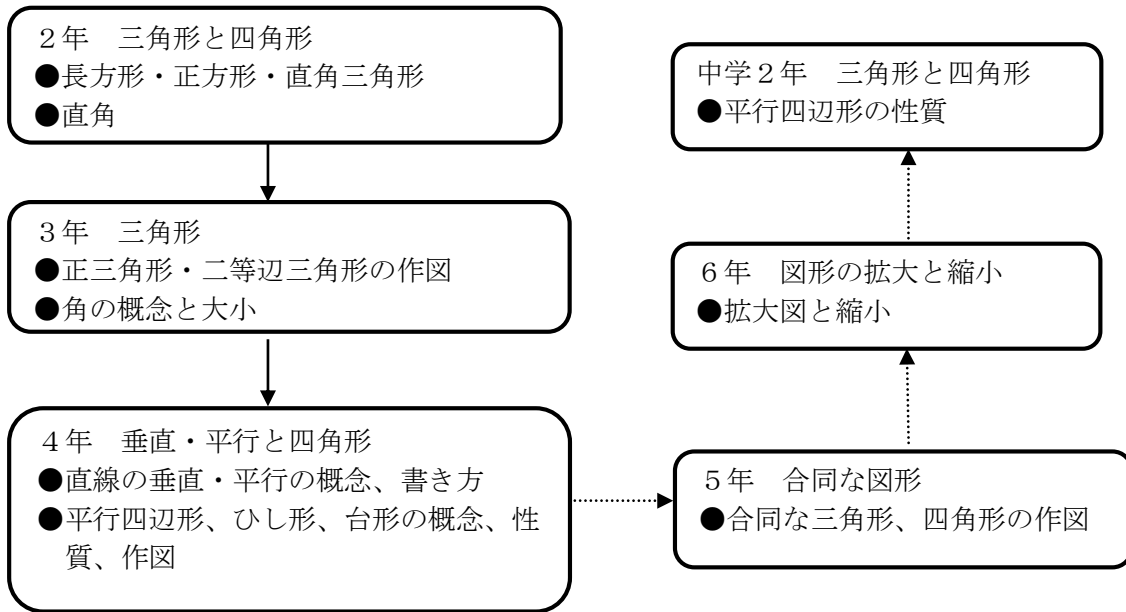 ２年　三角形と四角形
●長方形・正方形・直角三角形
●直角
３年　三角形
●正三角形・二等辺三角形の作図
●角の概念と大小
４年　垂直・平行と四角形
●直線の垂直・平行の概念、書き方
●平行四辺形、ひし形、台形の概念、性
質、作図
５年　合同な図形
●合同な三角形、四角形の作図
６年　図形の拡大と縮小
●拡大図と縮小
中学２年　三角形と四角形
●平行四辺形の性質